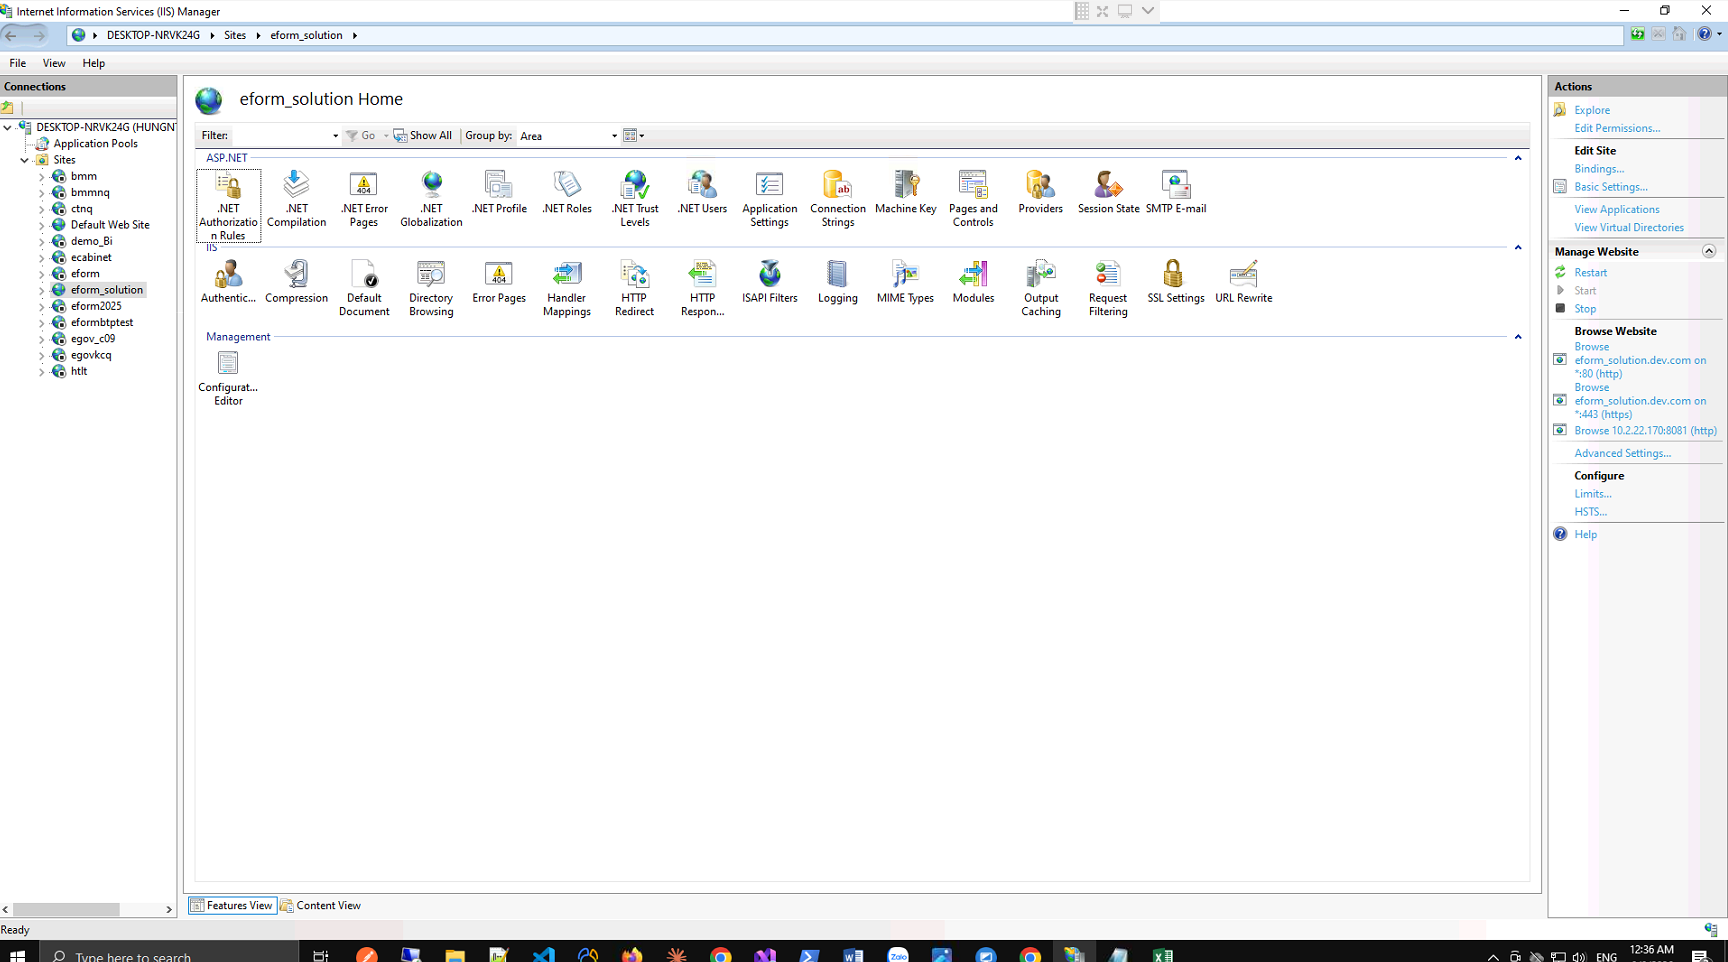 Internet Information Services (IIS) Manager
DESKTOP-NRVK24G
Sites
eform_solution
File
View
Help
Connections
DESKTOP-NRVK24G (HUNGNT
Application Pools
Sites
bmm
bmmnq
ctnq
Default Web Site
demo_Bi
ecabinet
eform
eform_solution
eform2025
eformbtptest
egov_c09
egovkcq
htlt
eform_solution Home
Filter:
Go
Show All
Group by:
Area
ASP.NET
.NET
Authorizatio
n Rules
.NET
Compilation
.NET Error
Pages
.NET
Globalization
.NET Profile
.NET Roles
.NET Trust
Levels
.NET Users
Application
Settings
Connection
Strings
Machine Key
Pages and
Controls
Providers
Session State
SMTP E-mail
IIS
Authentic...
Compression
Default
Document
Directory
Browsing
Error Pages
Handler
Mappings
HTTP
Redirect
HTTP
Respon...
ISAPI Filters
Logging
MIME Types
Modules
Output
Caching
Request
Filtering
SSL Settings
URL Rewrite
Management
Configurat...
Editor
Features View
Content View
Actions
Explore
Edit Permissions...
Edit Site
Bindings...
Basic Settings...
View Applications
View Virtual Directories
Manage Website
Restart
Start
Stop
Browse Website
Browse
eform_solution.dev.com on
*:80 (http)
Browse
eform_solution.dev.com on
*:443 (https)
Browse 10.2.22.170:8081 (http)
Advanced Settings...
Configure
Limits...
HSTS...
Help
Ready
Type here to search
Zalo
ENG
12:36 AM